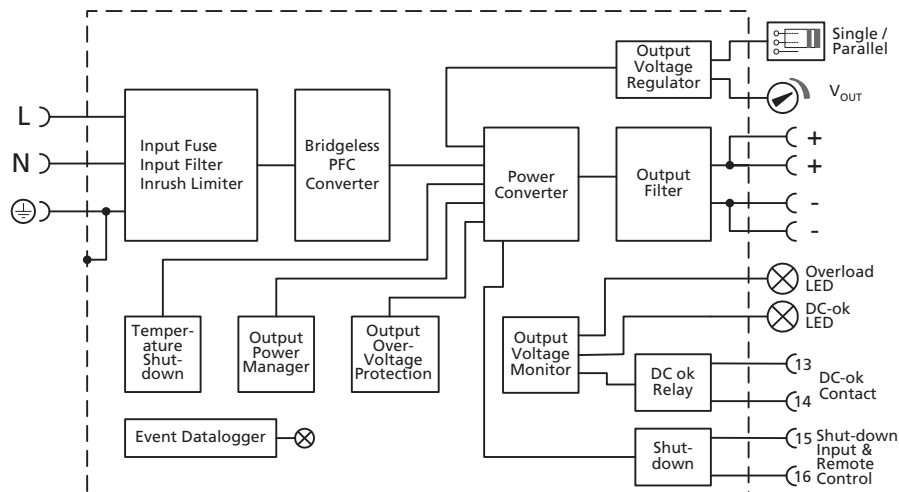 Output
Voltage
Regulator
Single /
Parallel
VOUT
L
N
Input Fuse
Input Filter
Inrush Limiter
Bridgeless
PFC
Converter
Power
Converter
Output
Filter
+
+
-
-
Temper-
ature
Shut-
down
Output
Power
Manager
Output
Over-
Voltage
Protection
Output
Voltage
Monitor
Overload
LED
DC-ok
LED
DC ok
Relay
13
14
DC-ok
Contact
Event Datalogger
Shut-
down
15
16
Shut-down
Input &
Remote
Control